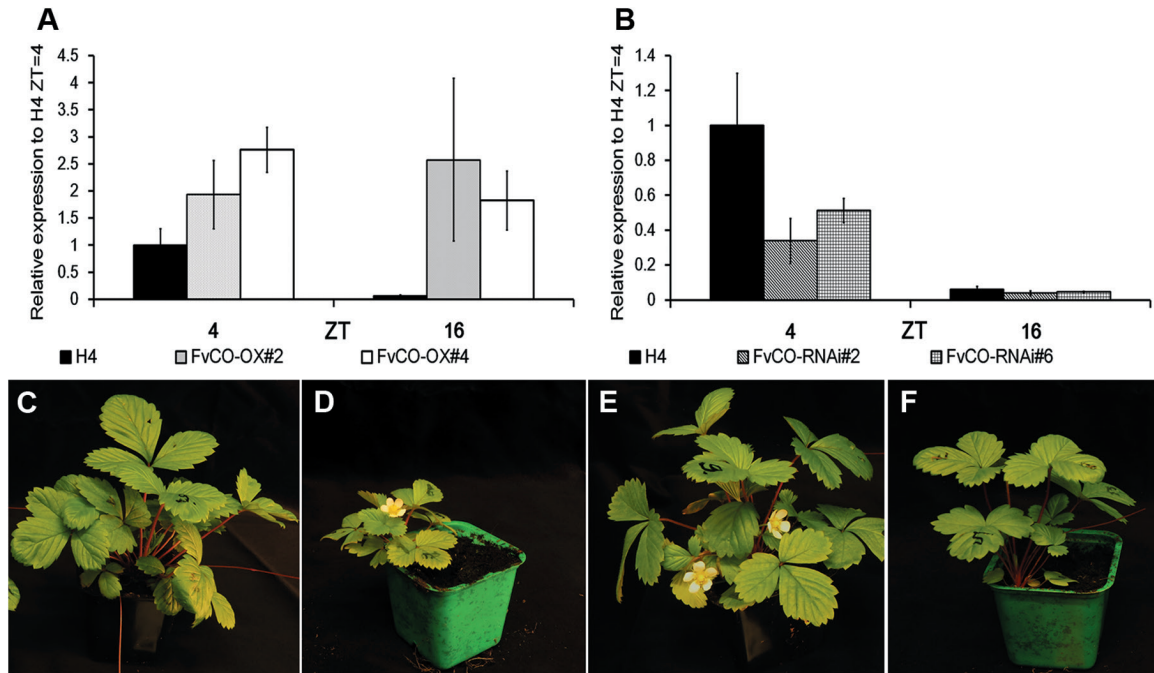 A
Relative expression to H4 ZT=4
4.5
4
3.5
3
2.5
2
1.5
1
0.5
0
4 ZT 16
H4 FvCO-OX#2 FvCO-OX#4
B
Relative expression to H4 ZT=4
1.4
1.2
1
0.8
0.6
0.4
0.2
0
4 ZT 16
H4 FvCO-RNAi#2 FvCO-RNAi#6
C
D
E
F